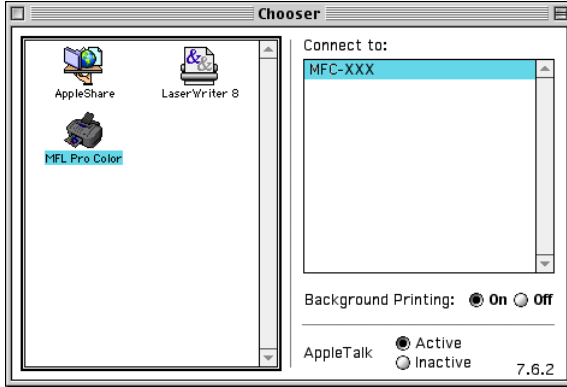 Chooser
AppleShare
LaserWriter 8
MFL Pro Color
Connect to:
MFC-XXX
Background Printing: On Off
AppleTalk
Active
Inactive
7.6.2